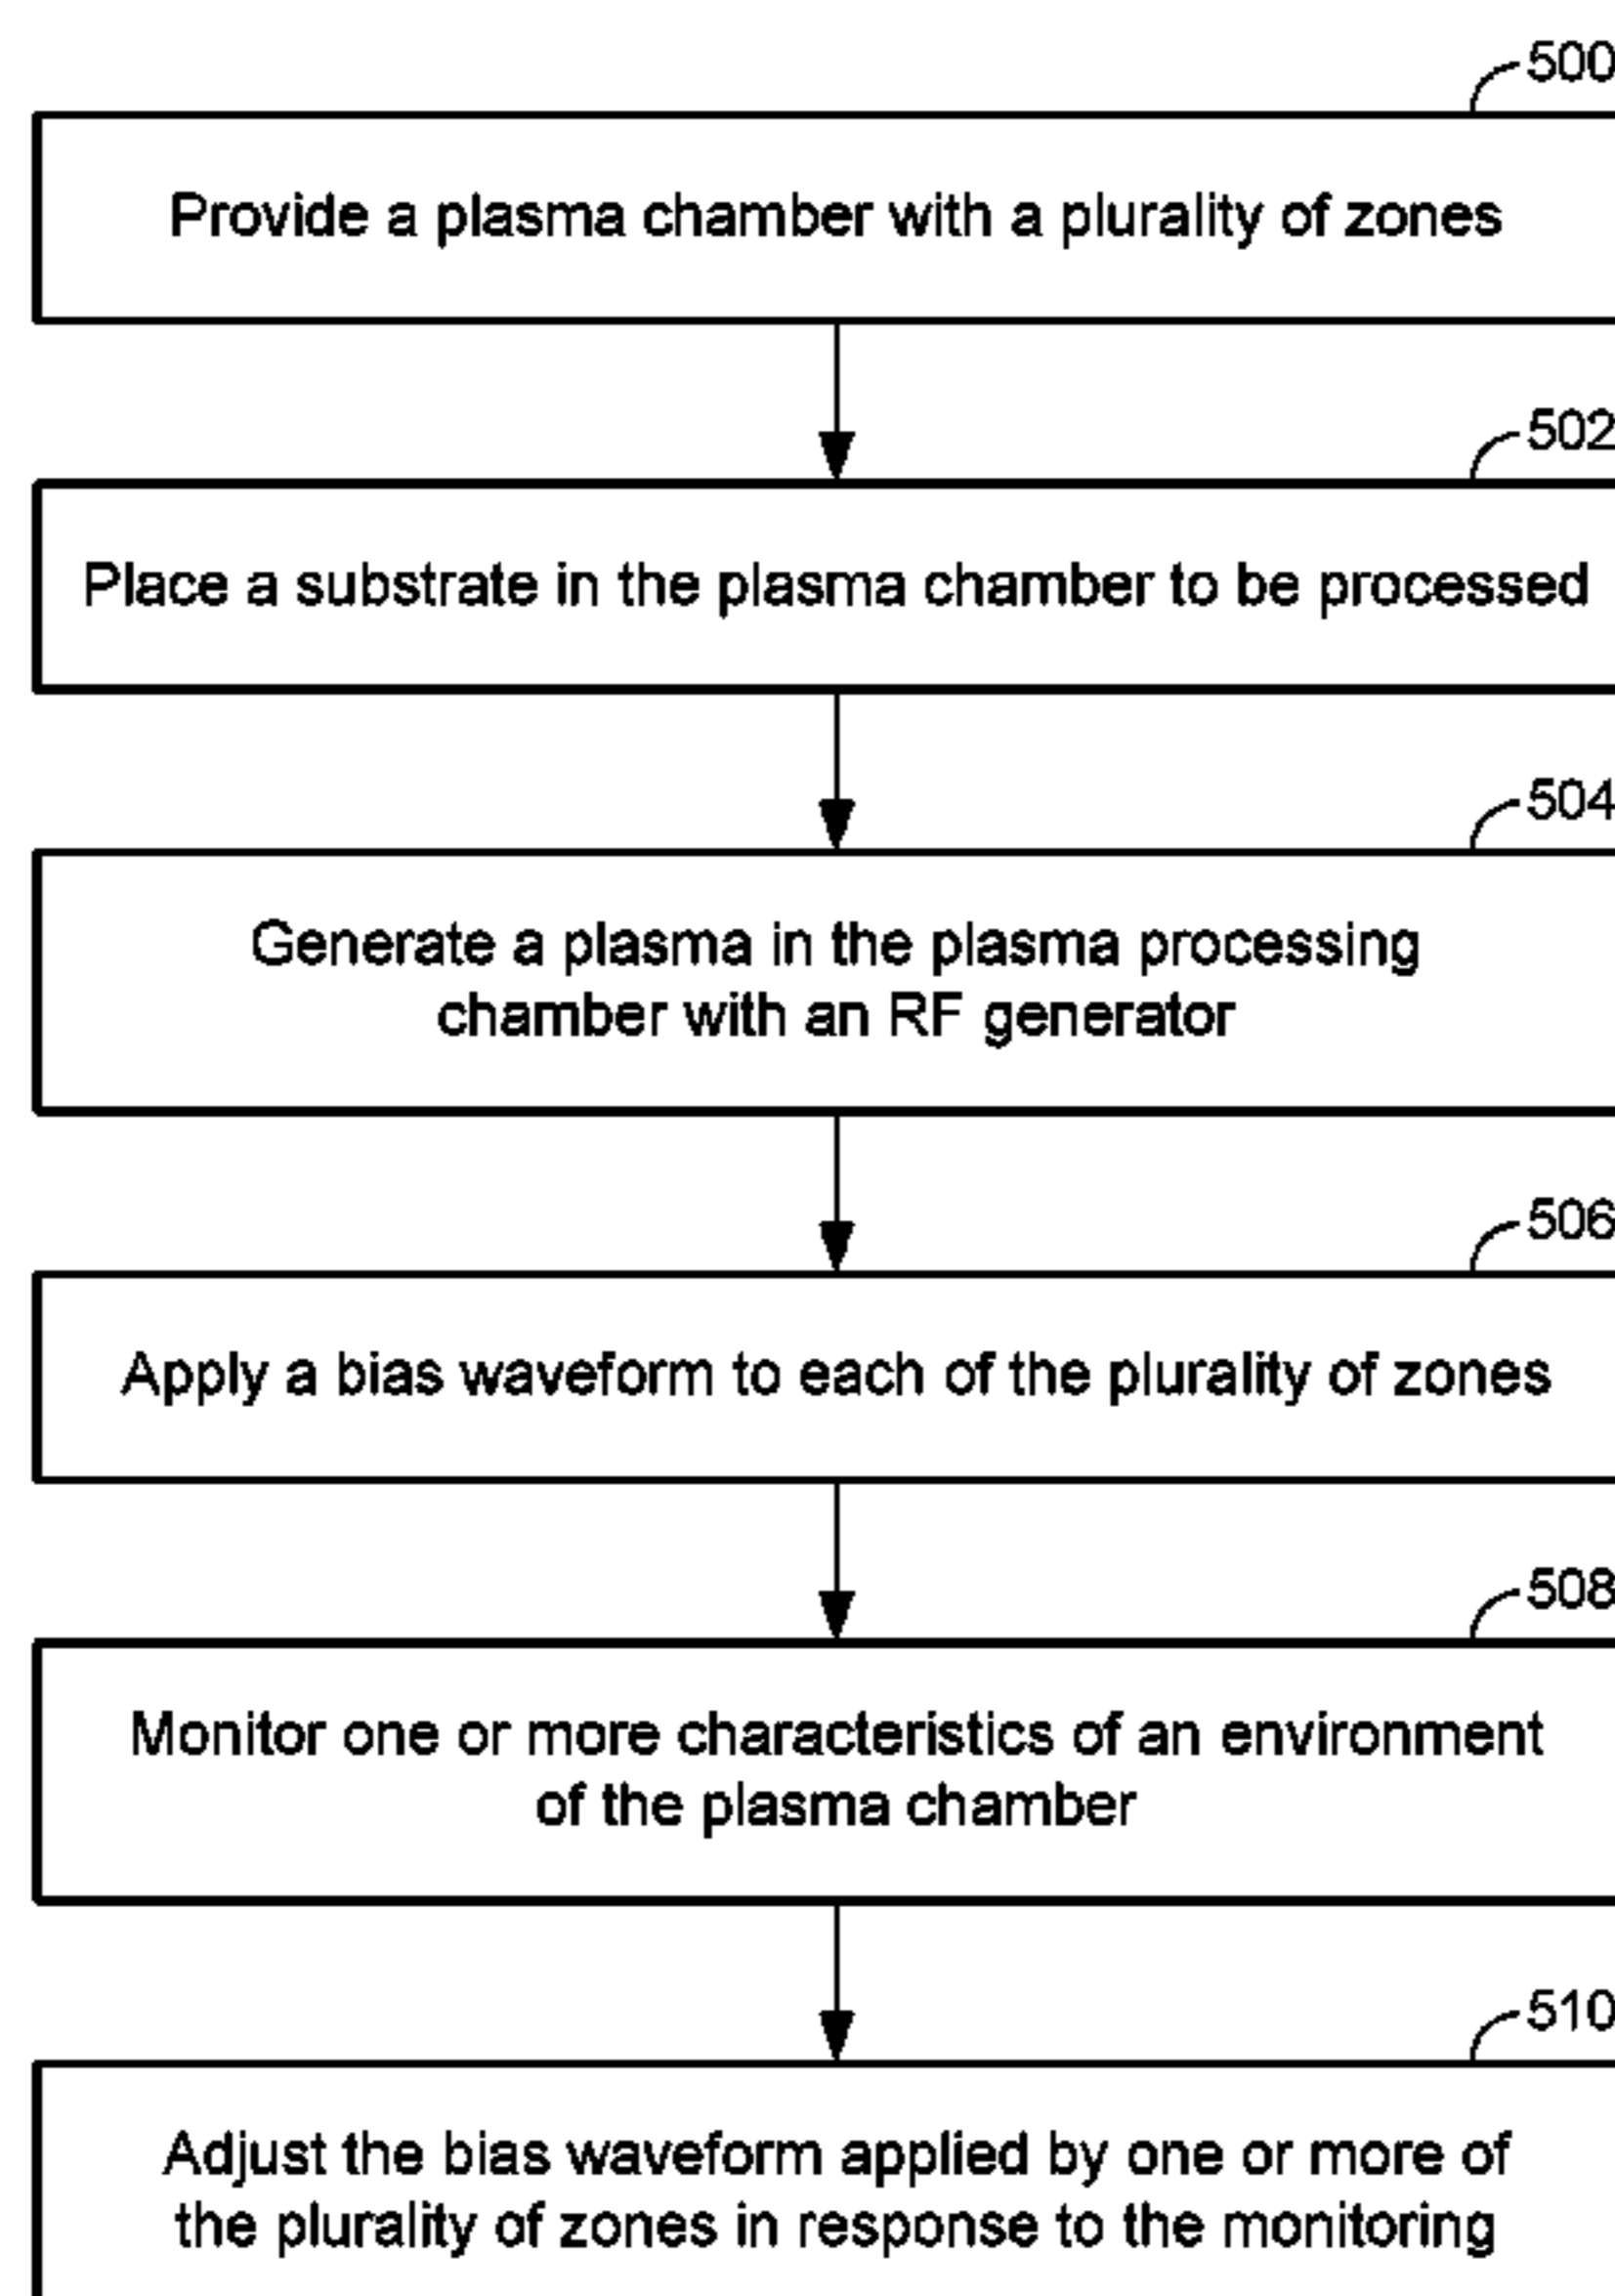 500
Provide a plasma chamber with a plurality of zones
502
Place a substrate in the plasma chamber to be processed
504
Generate a plasma in the plasma processing
chamber with an RF generator
506
Apply a bias waveform to each of the plurality of zones
508
Monitor one or more characteristics of an environment
of the plasma chamber
510
Adjust the bias waveform applied by one or more of
the plurality of zones in response to the monitoring